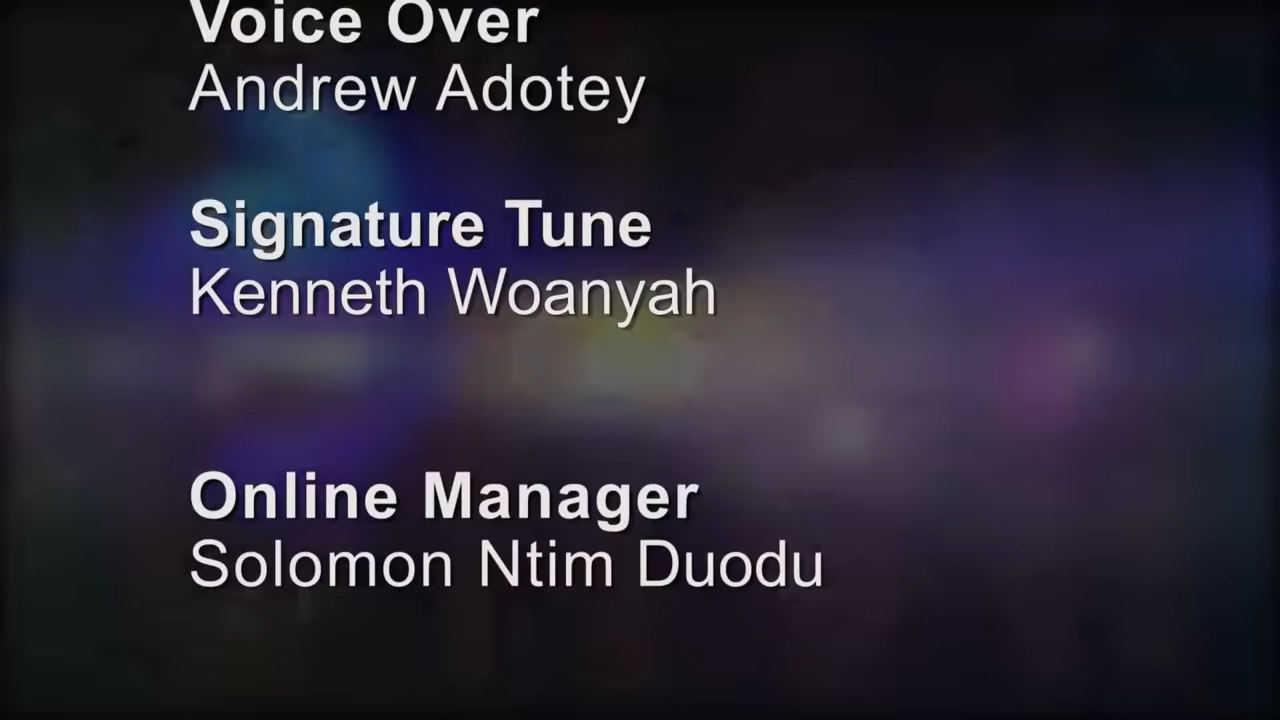 Voice Over
Andrew Adotey
Signature Tune
Kenneth Woanyah
Online Manager
Solomon Ntim Duodu